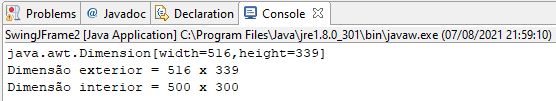 Problems @ Javadoc Declaration Console
SwingJFrame2 [Java Application] C:\Program Files\Java\jre1.8.0_301\bin\javaw.exe (07/08/2021 21:59:10)
java.awt.Dimension[width=516,height=339]
Dimensão exterior = 516 x 339
Dimensão interior = 500 x 300